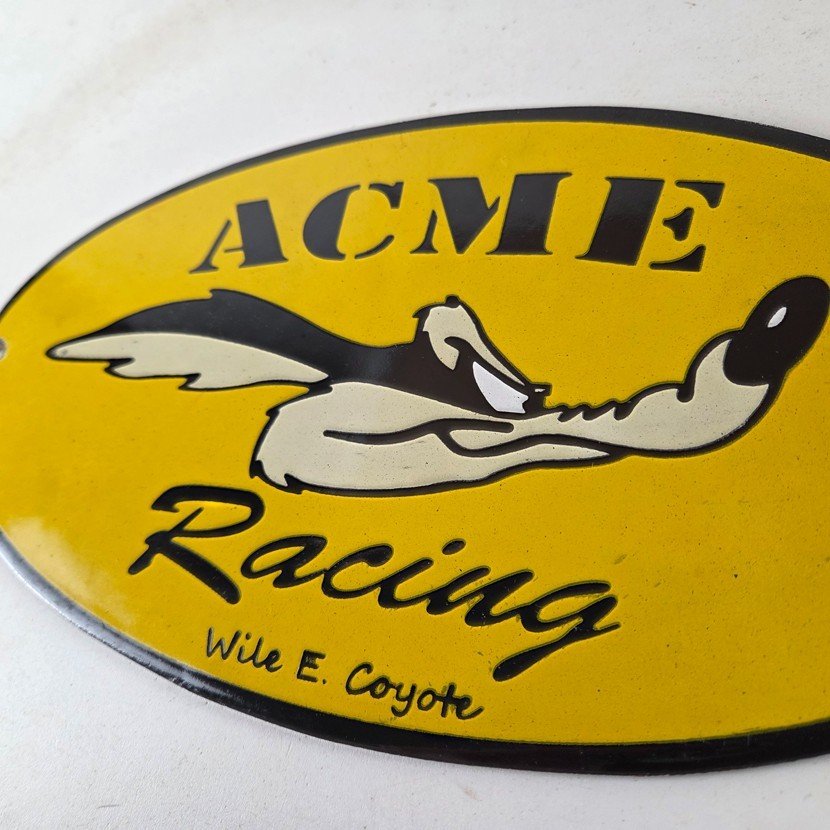 ACME
Racing
Wile E. Coyote